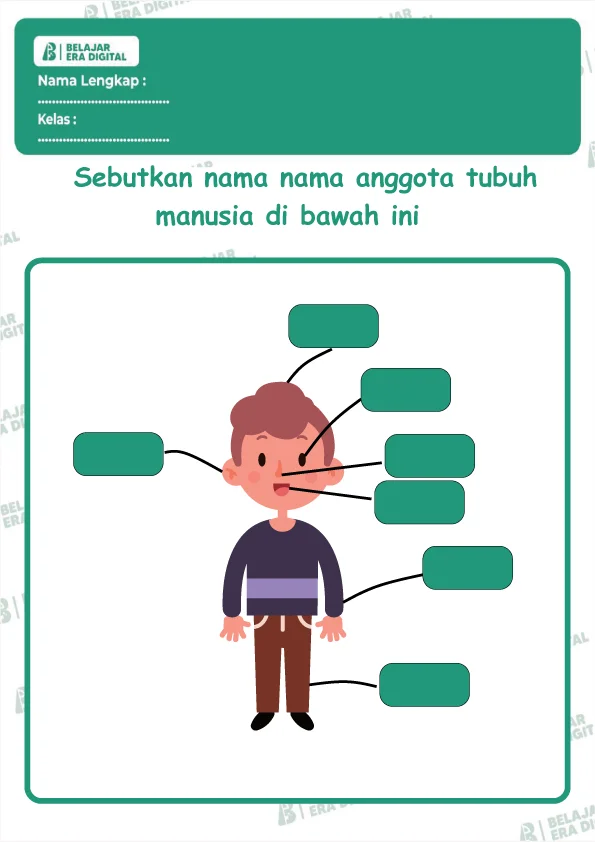 BELAJAR
ERA DIGITAL
Nama Lengkap :
.....................................
Kelas :
.....................................
Sebutkan nama nama anggota tubuh
manusia di bawah ini